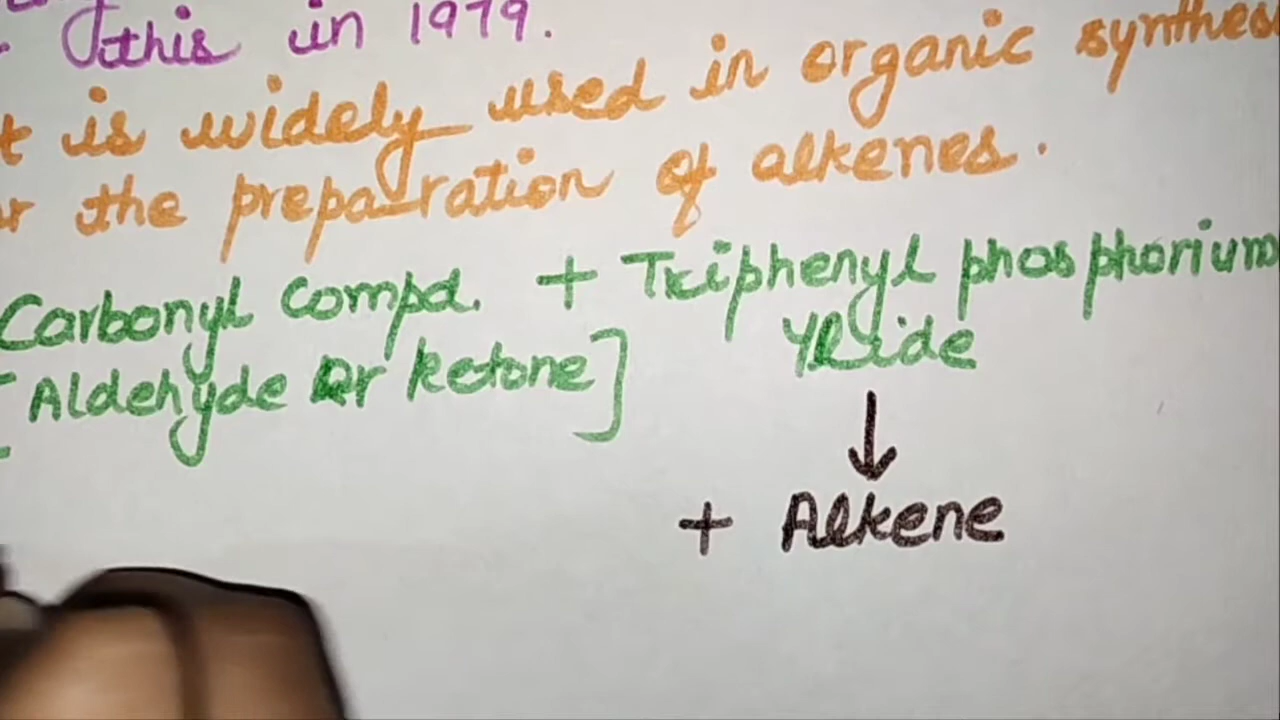 this in 1979.
t is widely used in organic synthes
r the preparation of alkenes.
Carbonyl Compd. + Triphenyl phosphorium
[Aldehyde Or ketone] Ylide
↓
+ Alkene